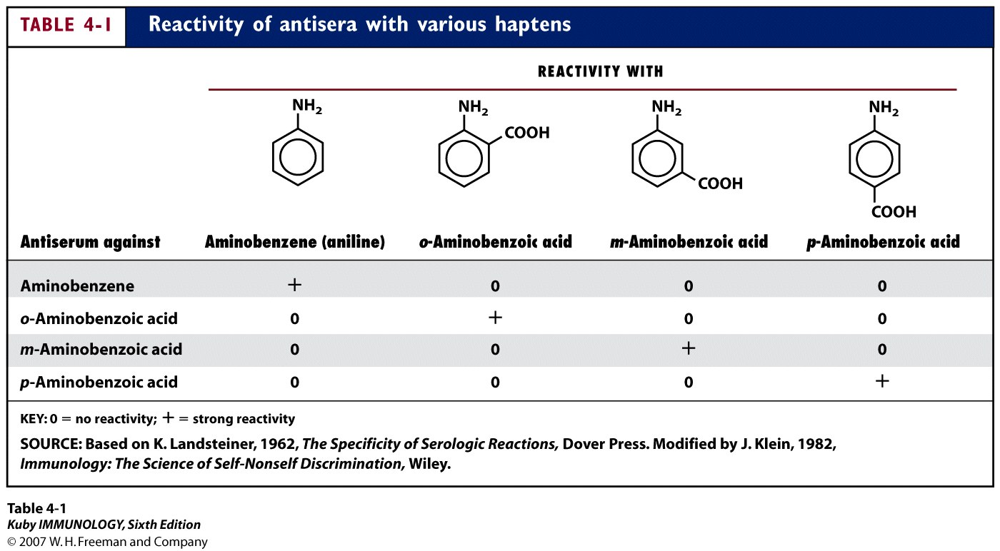 TABLE 4-1 Reactivity of antisera with various haptens
REACTIVITY WITH
NH2 NH2 NH2 NH2
COOH
COOH
COOH
Antiserum against Aminobenzene (aniline) o-Aminobenzoic acid m-Aminobenzoic acid p-Aminobenzoic acid
Aminobenzene + 0 0 0
o-Aminobenzoic acid 0 + 0 0
m-Aminobenzoic acid 0 0 + 0
p-Aminobenzoic acid 0 0 0 +
KEY: 0 = no reactivity; + = strong reactivity
SOURCE: Based on K. Landsteiner, 1962, The Specificity of Serologic Reactions, Dover Press. Modified by J. Klein, 1982,
Immunology: The Science of Self-Nonself Discrimination, Wiley.
Table 4-1
Kuby IMMUNOLOGY, Sixth Edition
© 2007 W. H. Freeman and Company